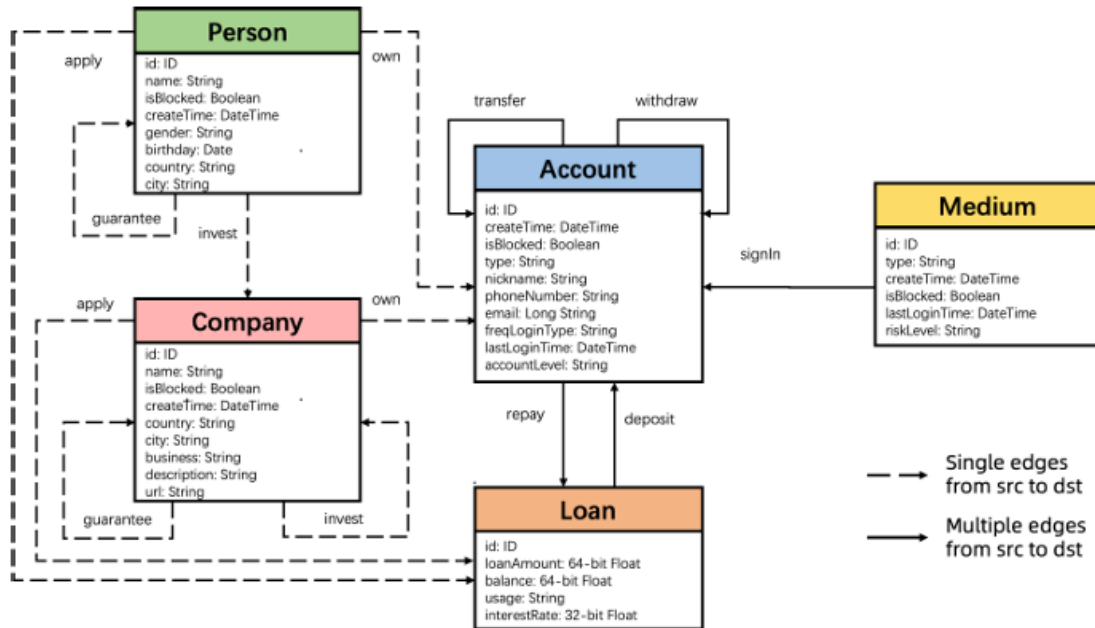 Person
id: ID
name: String
isBlocked: Boolean
createTime: DateTime
gender: String
birthday: Date
country: String
city: String
apply
own
guarantee
invest
transfer
withdraw
Account
id: ID
createTime: DateTime
isBlocked: Boolean
type: String
nickname: String
phoneNumber: String
email: Long String
freqLoginType: String
lastLoginTime: DateTime
accountLevel: String
signIn
Medium
id: ID
type: String
createTime: DateTime
isBlocked: Boolean
lastLoginTime: DateTime
riskLevel: String
apply
own
Company
id: ID
name: String
isBlocked: Boolean
createTime: DateTime
country: String
city: String
business: String
description: String
url: String
guarantee
invest
repay
deposit
Loan
id: ID
loanAmount: 64-bit Float
balance: 64-bit Float
usage: String
interestRate: 32-bit Float
Single edges
from src to dst
Multiple edges
from src to dst